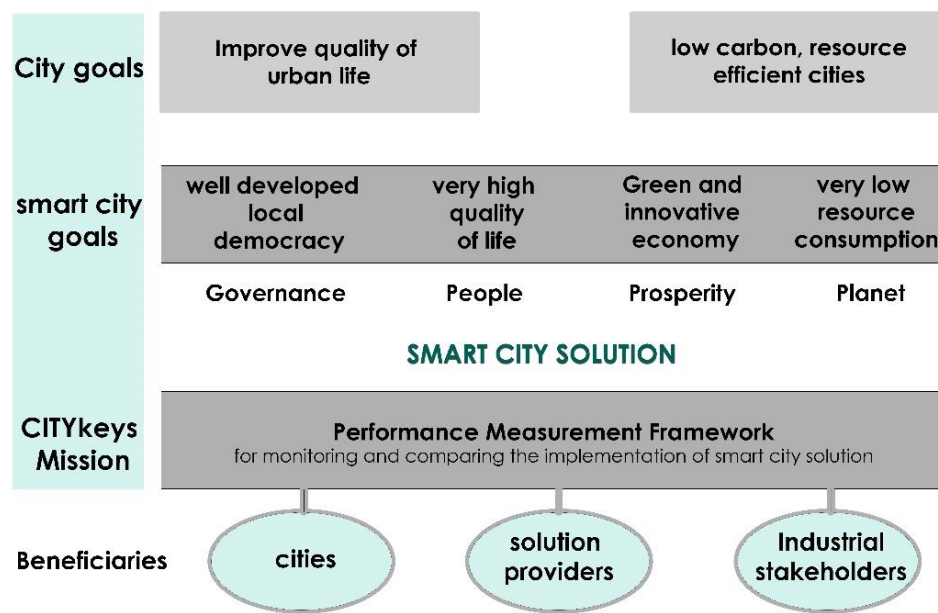 City goals
Improve quality of
urban life
low carbon, resource
efficient cities
smart city
goals
well developed
local
democracy
very high
quality
of life
Green and
innovative
economy
very low
resource
consumption
Governance
People
Prosperity
Planet
SMART CITY SOLUTION
CITYkeys
Mission
Performance Measurement Framework
for monitoring and comparing the implementation of smart city solution
Beneficiaries
cities
solution
providers
Industrial
stakeholders